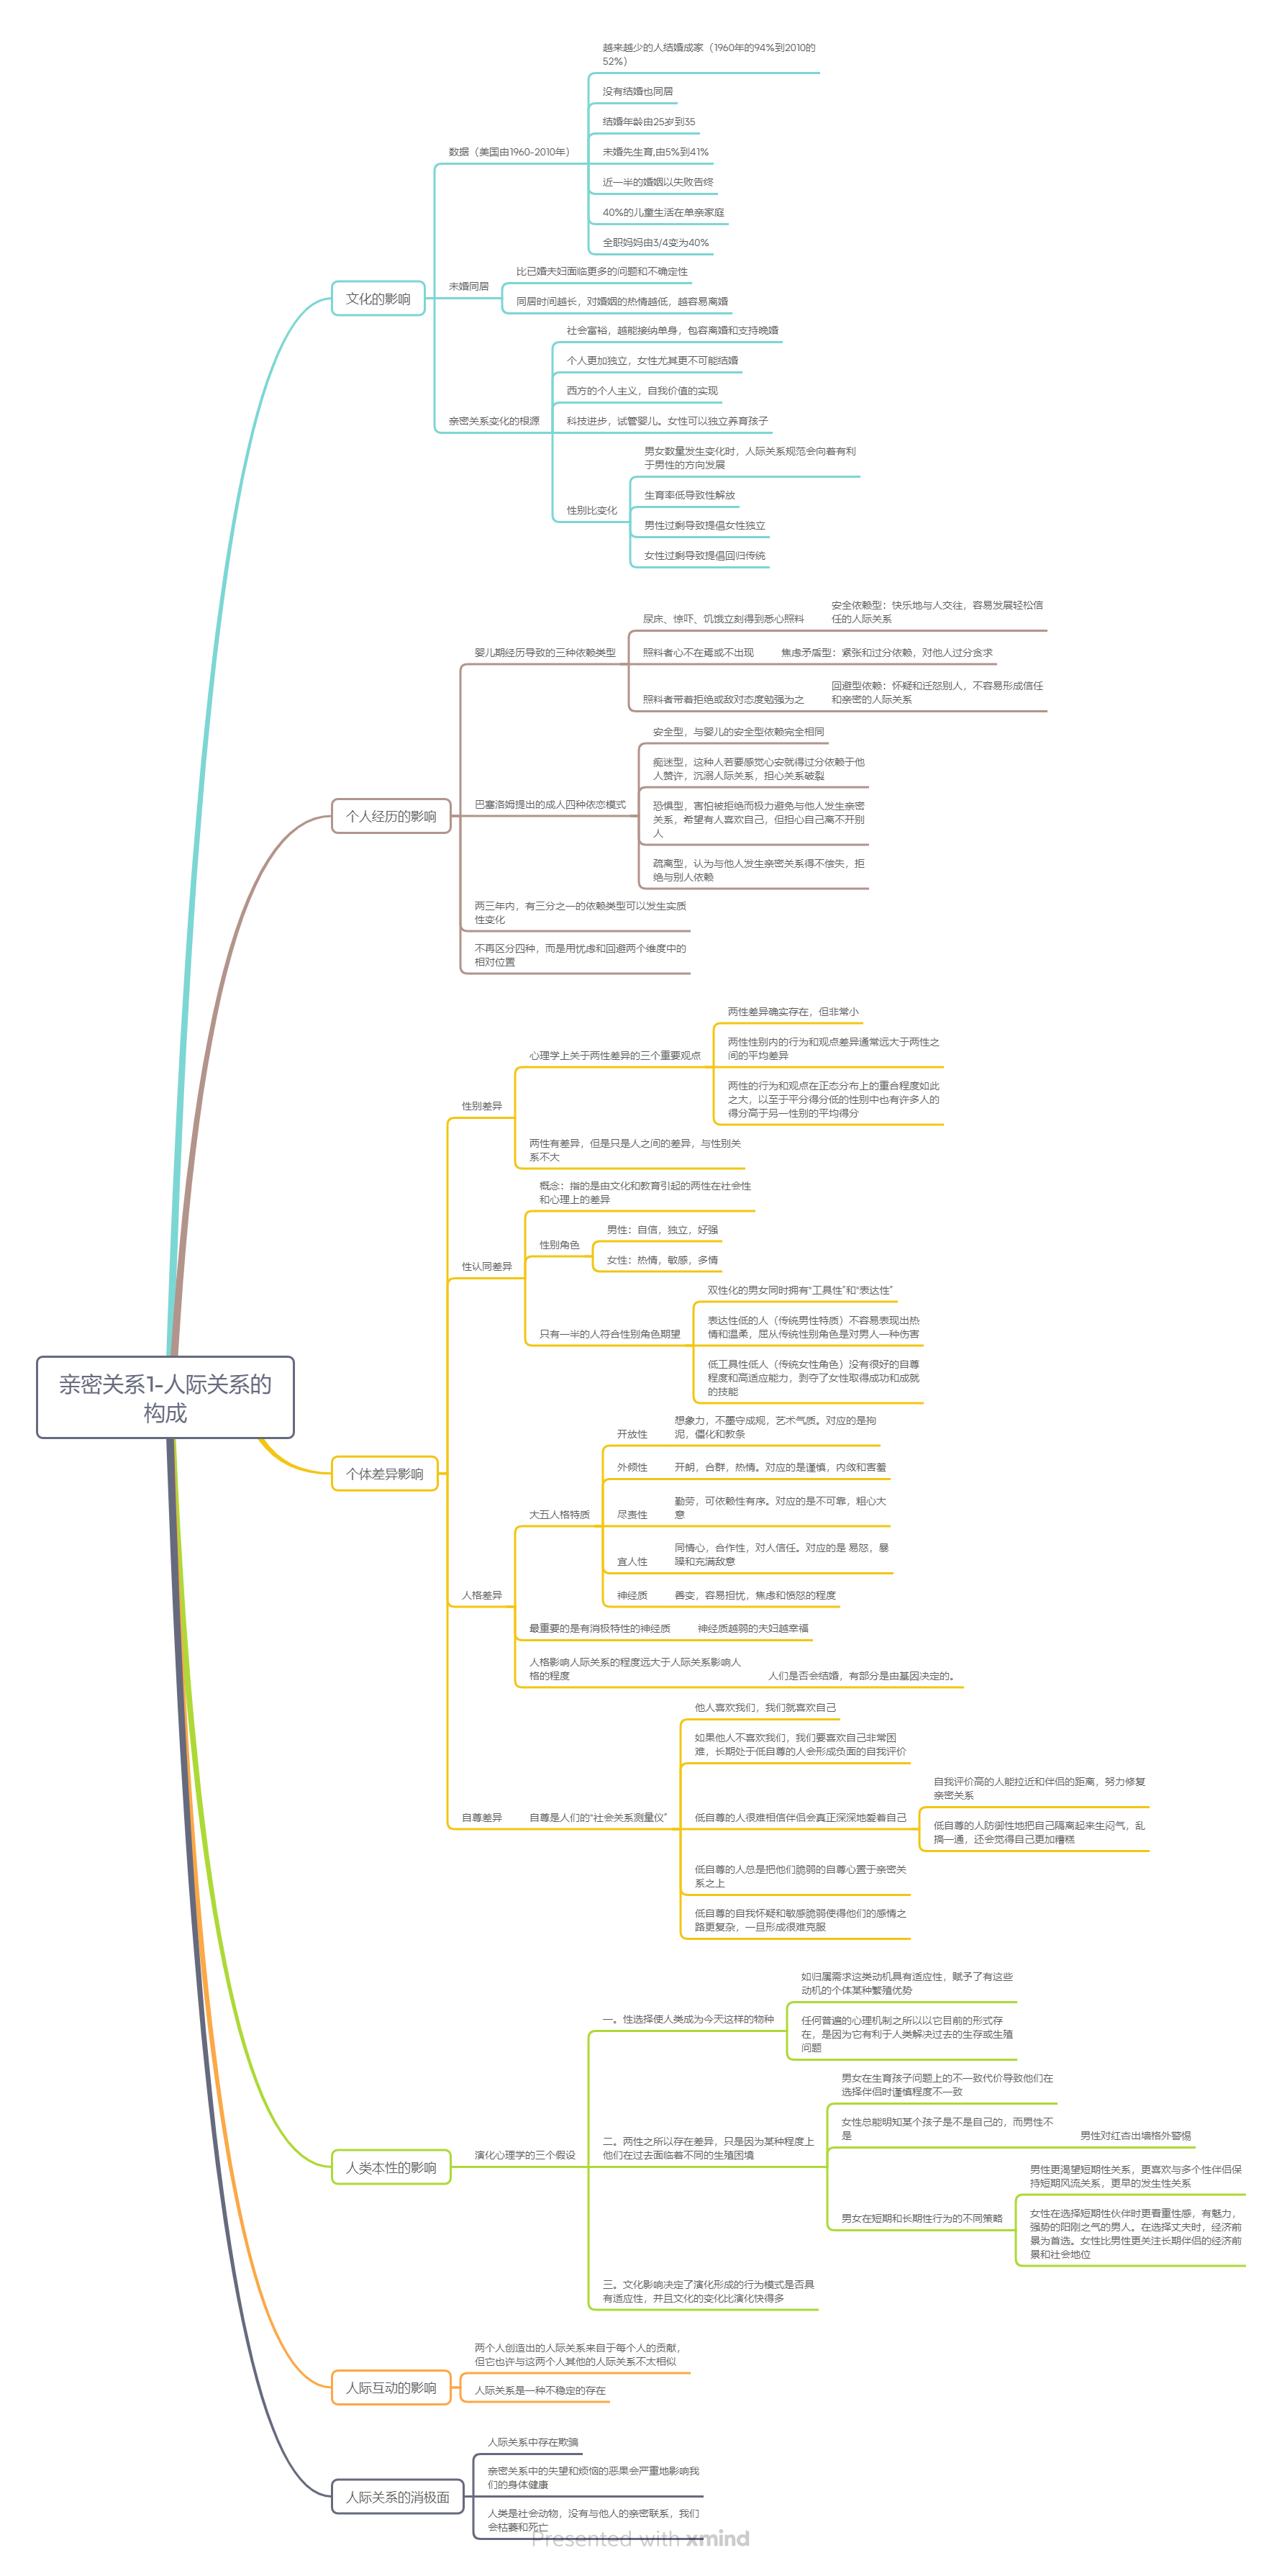 亲密关系1-人际关系的
构成
文化的影响
数据（美国由1960-2010年）
越来越少的人结婚成家（1960年的94%到2010的
52%）
没有结婚也同居
结婚年龄由25岁到35
未婚先生育,由5%到41%
近一半的婚姻以失败告终
40%的儿童生活在单亲家庭
全职妈妈由3/4变为40%
未婚同居
比已婚夫妇面临更多的问题和不确定性
同居时间越长，对婚姻的热情越低，越容易离婚
亲密关系变化的根源
社会富裕，越能接纳单身，包容离婚和支持晚婚
个人更加独立，女性尤其更不可能结婚
西方的个人主义，自我价值的实现
科技进步，试管婴儿。女性可以独立养育孩子
性别比变化
男女数量发生变化时，人际关系规范会向着有利
于男性的方向发展
生育率低导致性解放
男性过剩导致提倡女性独立
女性过剩导致提倡回归传统
个人经历的影响
婴儿期经历导致的三种依赖类型
尿床、惊吓、饥饿立刻得到悉心照料
安全依赖型：快乐地与人交往，容易发展轻松信
任的人际关系
照料者心不在焉或不出现
焦虑矛盾型：紧张和过分依赖，对他人过分贪求
照料者带着拒绝或敌对态度勉强为之
回避型依赖：怀疑和迁怒别人，不容易形成信任
和亲密的人际关系
巴塞洛姆提出的成人四种依恋模式
安全型，与婴儿的安全型依赖完全相同
痴迷型，这种人若要感觉心安就得过分依赖于他
人赞许，沉溺人际关系，担心关系破裂
恐惧型，害怕被拒绝而极力避免与他人发生亲密
关系，希望有人喜欢自己，但担心自己离不开别
人
疏离型，认为与他人发生亲密关系得不偿失，拒
绝与别人依赖
两三年内，有三分之一的依赖类型可以发生实质
性变化
不再区分四种，而是用忧虑和回避两个维度中的
相对位置
个体差异影响
性别差异
心理学上关于两性差异的三个重要观点
两性差异确实存在，但非常小
两性性别内的行为和观点差异通常远大于两性之
间的平均差异
两性的行为和观点在正态分布上的重合程度如此
之大，以至于平分得分低的性别中也有许多人的
得分高于另一性别的平均得分
两性有差异，但是只是人之间的差异，与性别关
系不大
性认同差异
概念：指的是由文化和教育引起的两性在社会性
和心理上的差异
性别角色
男性：自信，独立，好强
女性：热情，敏感，多情
只有一半的人符合性别角色期望
双性化的男女同时拥有“工具性”和“表达性”
表达性低的人（传统男性特质）不容易表现出热
情和温柔，屈从传统性别角色是对男人一种伤害
低工具性低人（传统女性角色）没有很好的自尊
程度和高适应能力，剥夺了女性取得成功和成就
的技能
人格差异
大五人格特质
开放性
想象力，不墨守成规，艺术气质。对应的是拘
泥，僵化和教条
外倾性
开朗，合群，热情。对应的是谨慎，内敛和害羞
尽责性
勤劳，可依赖性有序。对应的是不可靠，粗心大
意
宜人性
同情心，合作性，对人信任。对应的是 易怒，暴
躁和充满敌意
神经质
善变，容易担忧，焦虑和愤怒的程度
最重要的是有消极特性的神经质
神经质越弱的夫妇越幸福
人格影响人际关系的程度远大于人际关系影响人
格的程度
人们是否会结婚，有部分是由基因决定的。
自尊差异
自尊是人们的“社会关系测量仪”
他人喜欢我们，我们就喜欢自己
如果他人不喜欢我们，我们要喜欢自己非常困
难，长期处于低自尊的人会形成负面的自我评价
低自尊的人很难相信伴侣会真正深深地爱着自己
自我评价高的人能拉近和伴侣的距离，努力修复
亲密关系
低自尊的人防御性地把自己隔离起来生闷气，乱
搞一通，还会觉得自己更加糟糕
低自尊的人总是把他们脆弱的自尊心置于亲密关
系之上
低自尊的自我怀疑和敏感脆弱使得他们的感情之
路更复杂，一旦形成很难克服
人类本性的影响
演化心理学的三个假设
一。性选择使人类成为今天这样的物种
如归属需求这类动机具有适应性，赋予了有这些
动机的个体某种繁殖优势
任何普遍的心理机制之所以以它目前的形式存
在，是因为它有利于人类解决过去的生存或生殖
问题
二。两性之所以存在差异，只是因为某种程度上
他们在过去面临着不同的生殖困境
男女在生育孩子问题上的不一致代价导致他们在
选择伴侣时谨慎程度不一致
女性总能明知某个孩子是不是自己的，而男性不
是
男性对红杏出墙格外警惕
男女在短期和长期性行为的不同策略
男性更渴望短期性关系，更喜欢与多个性伴侣保
持短期风流关系，更早的发生性关系
女性在选择短期性伙伴时更看重性感，有魅力，
强势的阳刚之气的男人。在选择丈夫时，经济前
景为首选。女性比男性更关注长期伴侣的经济前
景和社会地位
三。文化影响决定了演化形成的行为模式是否具
有适应性，并且文化的变化比演化快得多
人际互动的影响
两个人创造出的人际关系来自于每个人的贡献，
但它也许与这两个人其他的人际关系不太相似
人际关系是一种不稳定的存在
人际关系的消极面
人际关系中存在欺骗
亲密关系中的失望和烦恼的恶果会严重地影响我
们的身体健康
人类是社会动物，没有与他人的亲密联系，我们
会枯萎和死亡
Presented with xmind